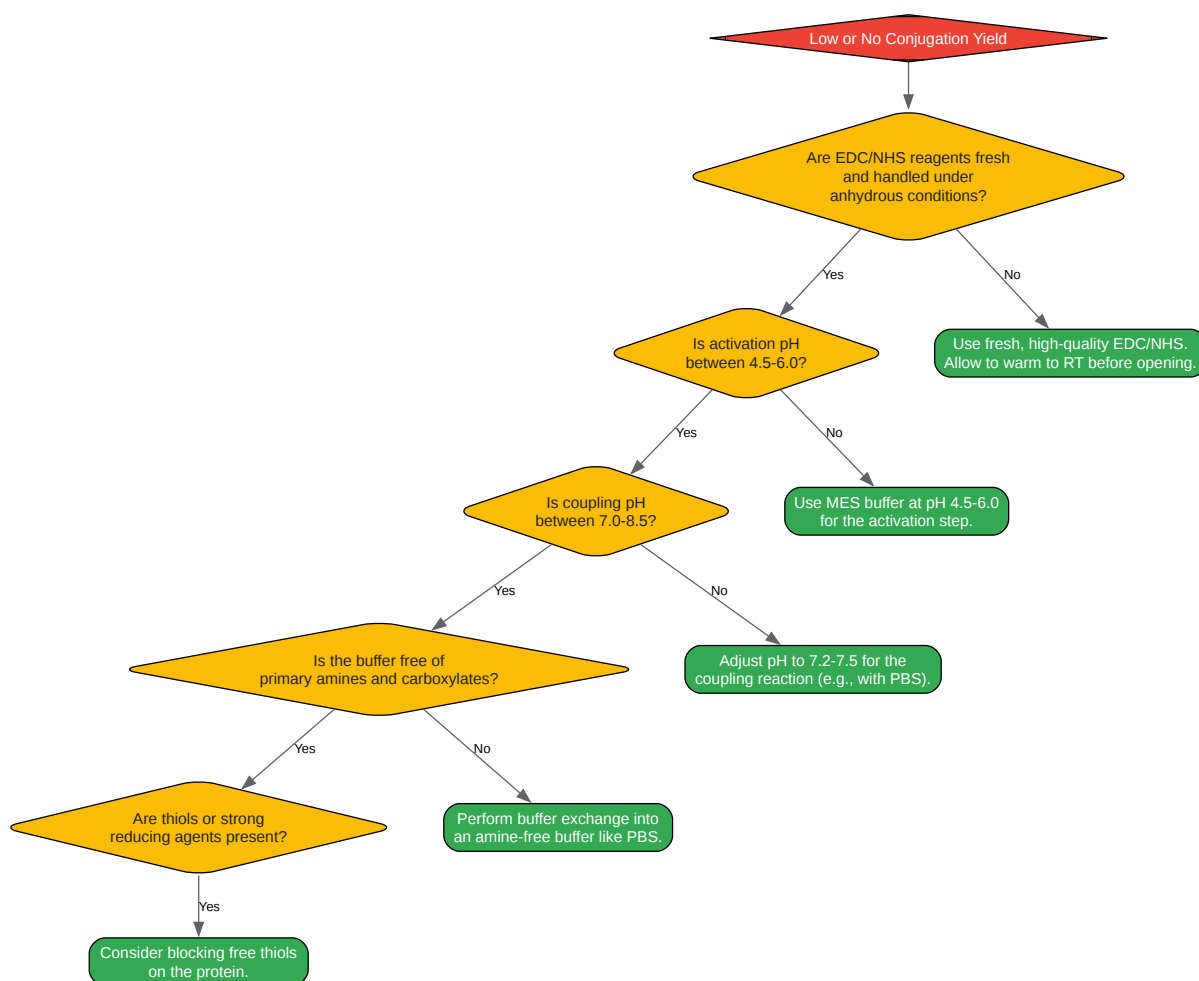 Low or No Conjugation Yield
Are EDC/NHS reagents fresh
and handled under
anhydrous conditions?
Yes
No
Is activation pH
between 4.5-6.0?
Use fresh, high-quality EDC/NHS.
Allow to warm to RT before opening.
Yes
No
Is coupling pH
between 7.0-8.5?
Use MES buffer at pH 4.5-6.0
for the activation step.
Yes
No
Is the buffer free of
primary amines and carboxylates?
Adjust pH to 7.2-7.5 for the
coupling reaction (e.g., with PBS).
Yes
No
Are thiols or strong
reducing agents present?
Perform buffer exchange into
an amine-free buffer like PBS.
Yes
Consider blocking free thiols
on the protein.